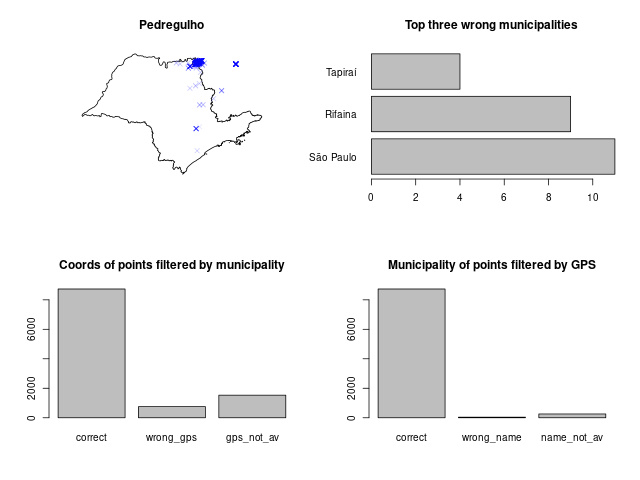 Pedregulho
Top three wrong municipalities
Tapiraí
Rifaina
São Paulo
0 2 4 6 8 10
Coords of points filtered by municipality
6000
2000
0
correct wrong_gps gps_not_av
Municipality of points filtered by GPS
6000
2000
0
correct wrong_name name_not_av